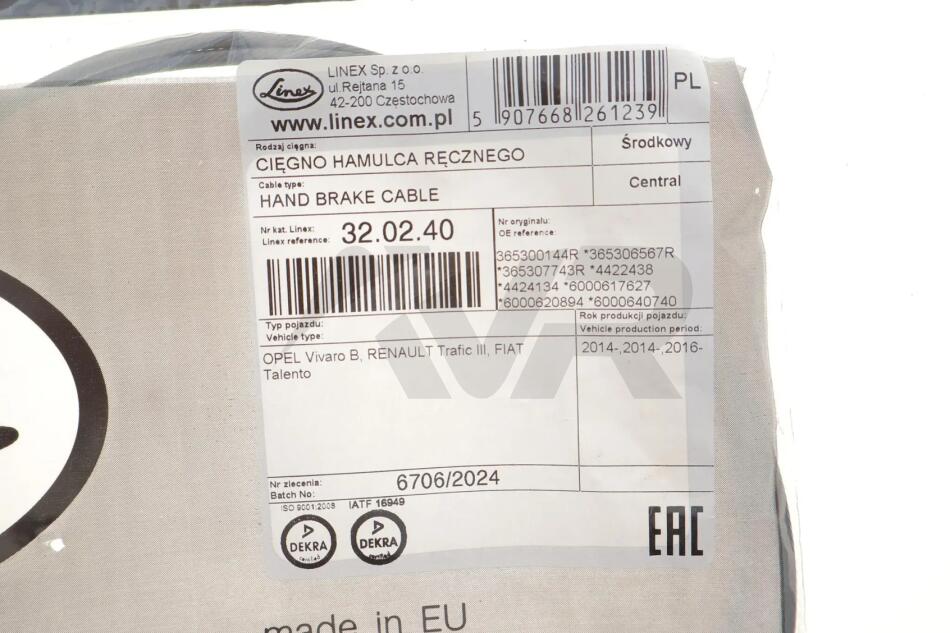 Linex
LINEX Sp. z o.o.
ul.Rejtana 15
42-200 Częstochowa
www.linex.com.pl
5 907668 261239
PL
Rodzaj cięgna:
CIĘGNO HAMULCA RĘCZNEGO
Środkowy
Cable type:
HAND BRAKE CABLE
Central
Nr kat. Linex:
Linex reference:
32.02.40
Nr oryginału:
OE reference:
365300144R *365306567R
*365307743R *4422438
*4424134 *6000617627
*6000620894 *6000640740
Typ pojazdu:
Vehicle type:
Rok produkcji pojazdu:
Vehicle production period:
OPEL Vivaro B, RENAULT Trafic III, FIAT
Talento
2014-,2014-,2016-
Nr zlecenia:
Batch No:
6706/2024
ISO 9001:2008
IATF 16949
DEKRA
certified
DEKRA
certified
EAC
made in EU